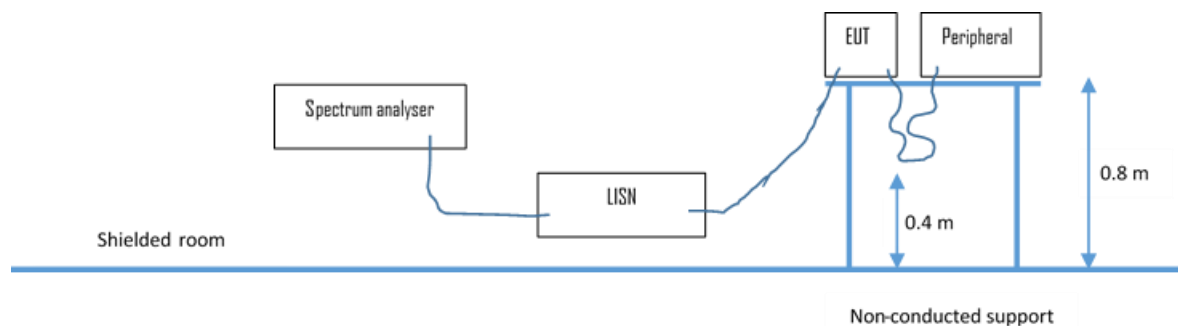 EUT
Peripheral
Spectrum analyser
LISN
0.8 m
0.4 m
Shielded room
Non-conducted support